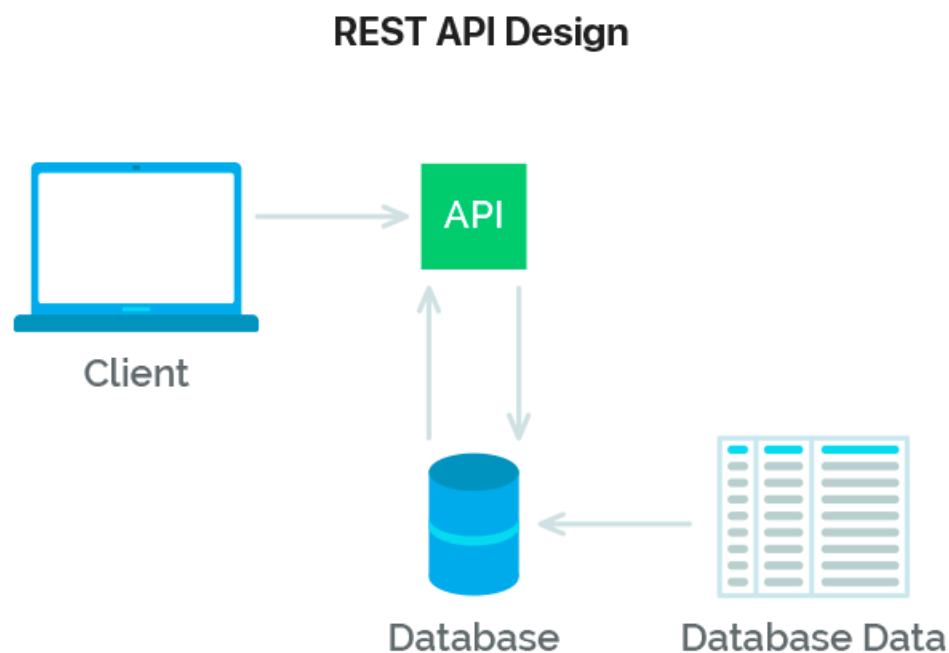 REST API Design
API
Client
Database
Database Data